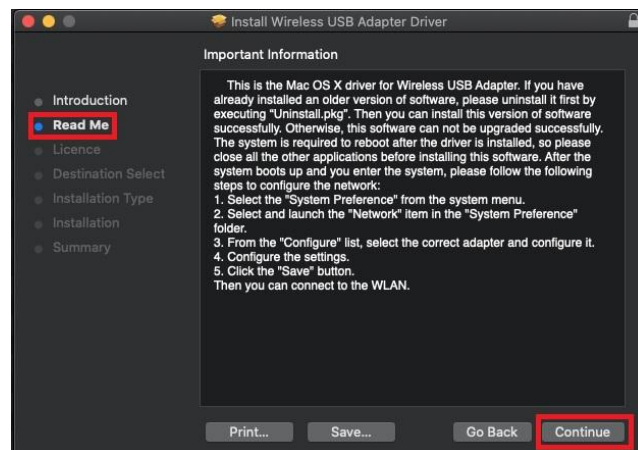 Install Wireless USB Adapter Driver
Important Information
Introduction
Read Me
Licence
Destination Select
Installation Type
Installation
Summary
This is the Mac OS X driver for Wireless USB Adapter. If you have
already installed an older version of software, please uninstall it first by
executing "Uninstall.pkg". Then you can install this version of software
successfully. Otherwise, this software can not be upgraded successfully.
The system is required to reboot after the driver is installed, so please
close all the other applications before installing this software. After the
system boots up and you enter the system, please follow the following
steps to configure the network:
1. Select the "System Preference" from the system menu.
2. Select and launch the "Network" item in the "System Preference"
folder.
3. From the "Configure" list, select the correct adapter and configure it.
4. Configure the settings.
5. Click the "Save" button.
Then you can connect to the WLAN.
Print...
Save...
Go Back
Continue